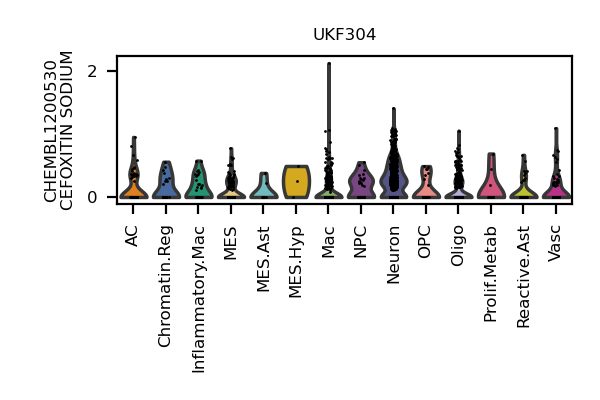 UKF304
CHEMBL1200530
CEFOXITIN SODIUM
2
0
AC
Chromatin.Reg
Inflammatory.Mac
MES
MES.Ast
MES.Hyp
Mac
NPC
Neuron
OPC
Oligo
Prolif.Metab
Reactive.Ast
Vasc